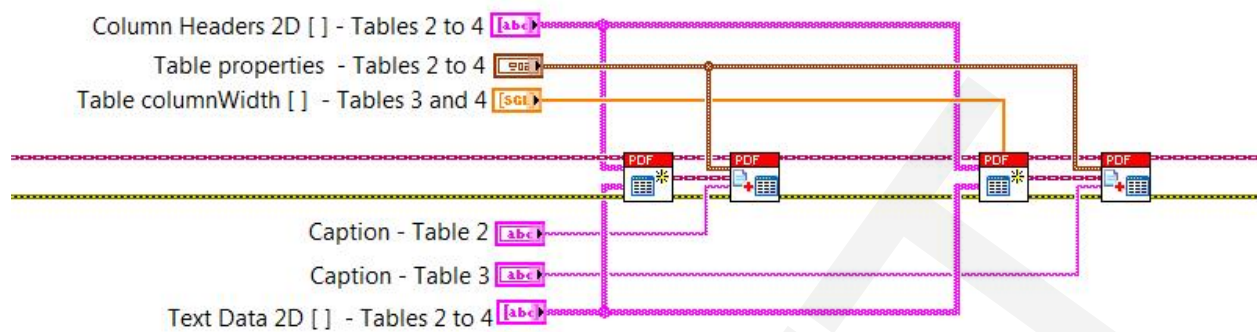 Column Headers 2D [ ] - Tables 2 to 4 [abc]
Table properties - Tables 2 to 4
Table columnWidth [ ] - Tables 3 and 4 [SGL]
PDF PDF PDF PDF
Caption - Table 2 abc
Caption - Table 3 abc
Text Data 2D [ ] - Tables 2 to 4 [abc]